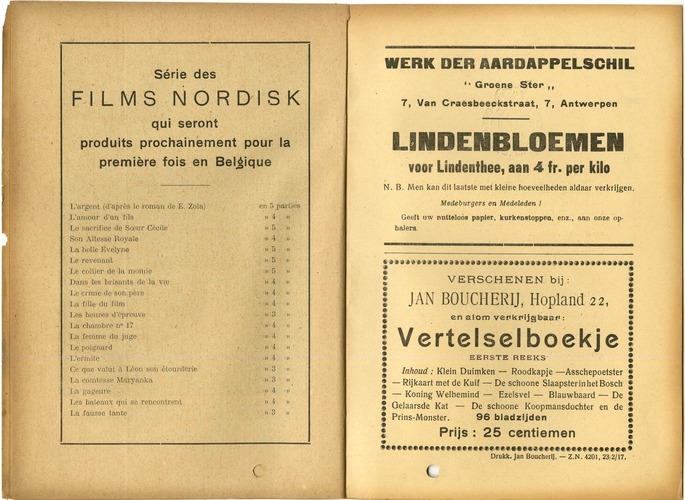 Série des
FILMS NORDISK
qui seront
produits prochainement pour la
première fois en Belgique
L'argent (d'après le roman de E. Zola) en 5 parties
L'amour d'un fils » 4 »
Le sacrifice de Sœur Cécile » 5 »
Son Altesse Royale » 4 »
La belle Evelyne » 5 »
Le revenant » 5 »
Le collier de la momie » 5 »
Dans les brisants de la vie » 4 »
Le crime de son père » 4 »
La fille du film » 4 »
Les heures d'épreuve » 3 »
La chambre n° 17 » 4 »
La femme du juge » 4 »
Le poignard » 4 »
L'ermite » 4 »
Ce que valut à Léon son étourderie » 3 »
La comtesse Maryanka » 3 »
La gageure » 4 »
Les bateaux qui se rencontrent » 4 »
La fausse tante » 3 »
WERK DER AARDAPPELSCHIL
‘‘ Groene Ster ,,
7, Van Craesbeeckstraat, 7, Antwerpen
LINDENBLOEMEN
voor Lindenthee, aan 4 fr. per kilo
N. B. Men kan dit laatste met kleine hoeveelheden aldaar verkrijgen.
Medeburgers en Medeleden !
Geeft uw nutteloos papier, kurkenstoppen, enz., aan onze op-
halers.
VERSCHENEN bij :
JAN BOUCHERIJ, Hopland 22,
en alom verkrijgbaar:
Vertelselboekje
EERSTE REEKS
Inhoud : Klein Duimken — Roodkapje —Asschepoetster
— Rijkaart met de Kuif — De schoone Slaapster in het Bosch
— Koning Welbemind — Ezelsvel — Blauwbaard — De
Gelaarsde Kat — De schoone Koopmansdochter en de
Prins-Monster. 96 bladzijden
Prijs : 25 centiemen
Drukk. Jan Boucherij. — Z.N. 4201, 23/2/17.